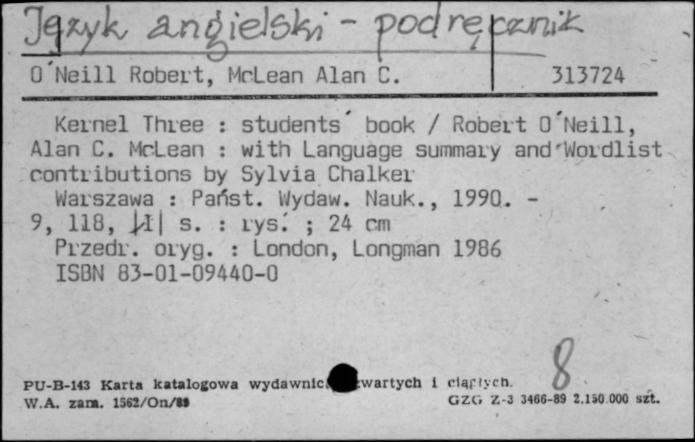 Język angielski - podręcznik
O'Neill Robert, McLean Alan C. 313724
Kernel Three : students' book / Robert O'Neill,
Alan C. McLean : with Language summary and Wordlist
contributions by Sylvia Chalker
Warszawa : Państ. Wydaw. Nauk., 1990. -
9, 118, |1| s. : rys. ; 24 cm
Przedr. oryg. : London, Longman 1986
ISBN 83-01-09440-0
8
PU-B-143 Karta katalogowa wydawnic wartych i ciągłych.
W.A. zam. 1562/On/89 GZG Z-3 3466-89 2.150.000 szt.